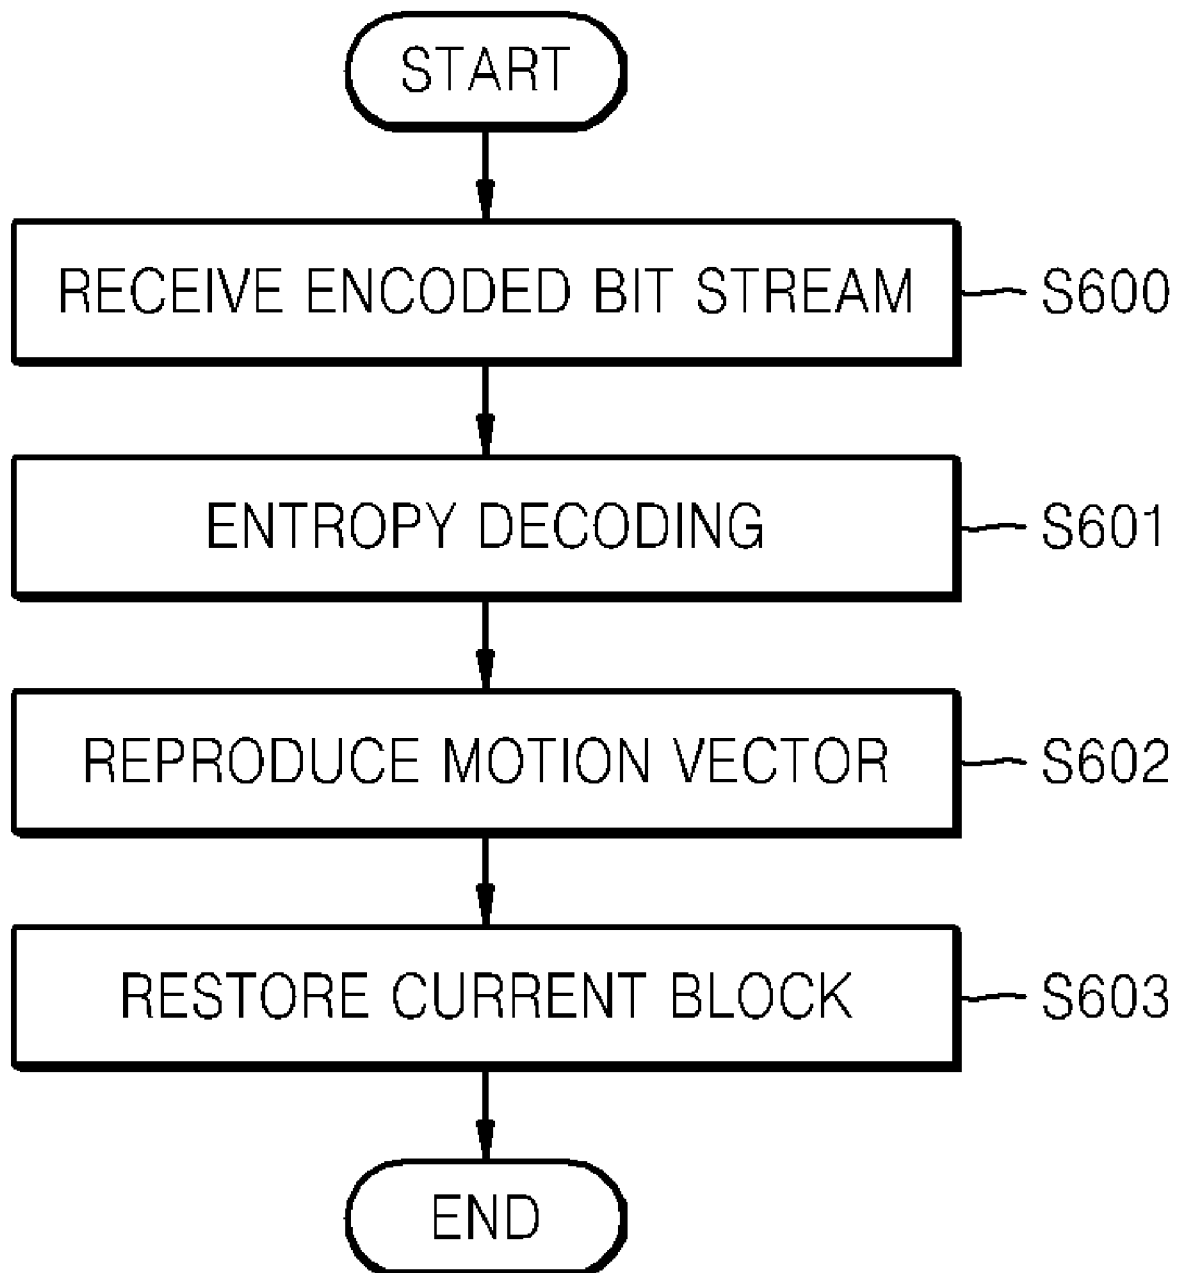 START
RECEIVE ENCODED BIT STREAM
S600
ENTROPY DECODING
S601
REPRODUCE MOTION VECTOR
S602
RESTORE CURRENT BLOCK
S603
END